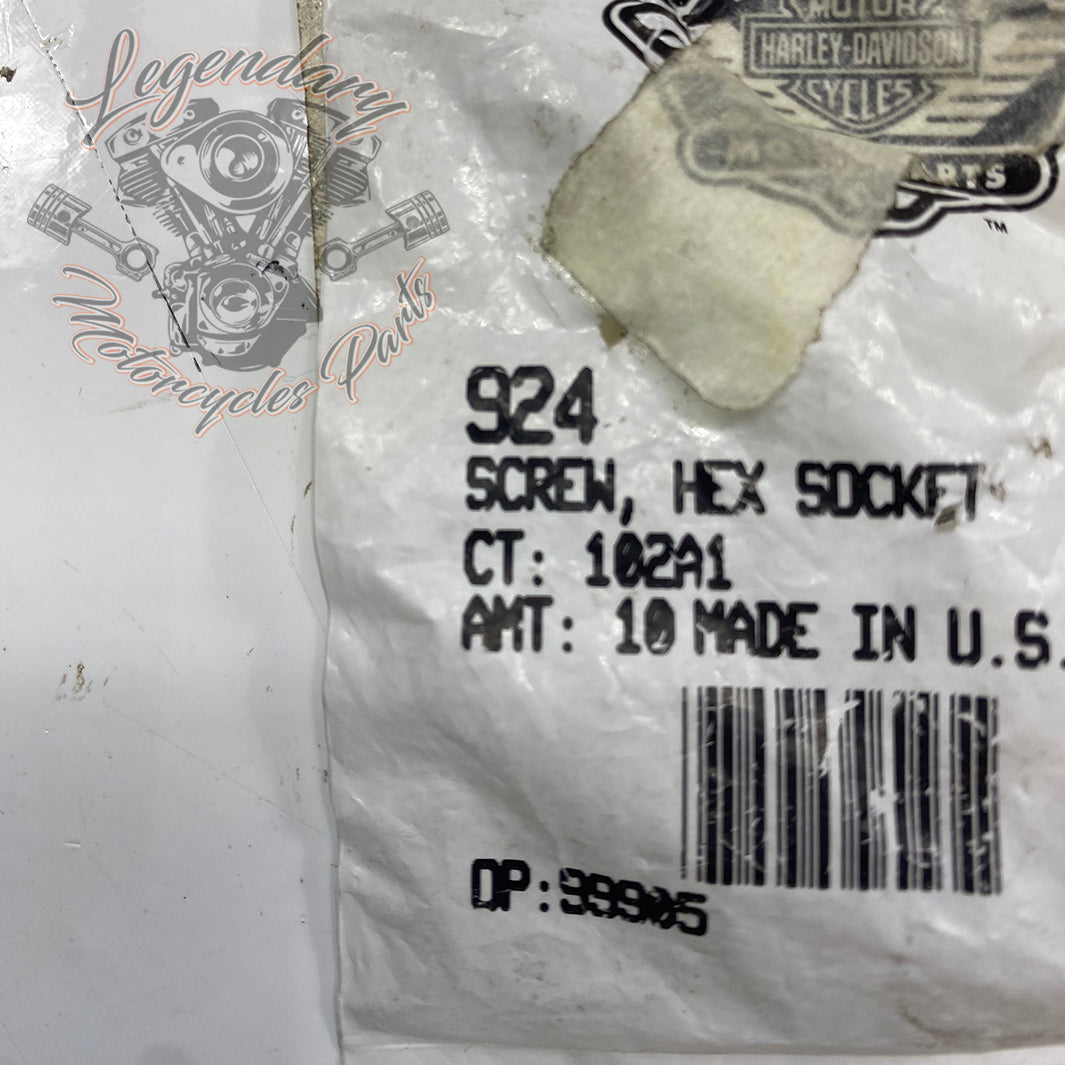 Legendary
Motorcycles Parts
MOTOR
HARLEY-DAVIDSON
CYCLES
ARTS
TM
924
SCREW, HEX SOCKET
CT: 102A1
AMT: 10 MADE IN U.S.
OP:99905